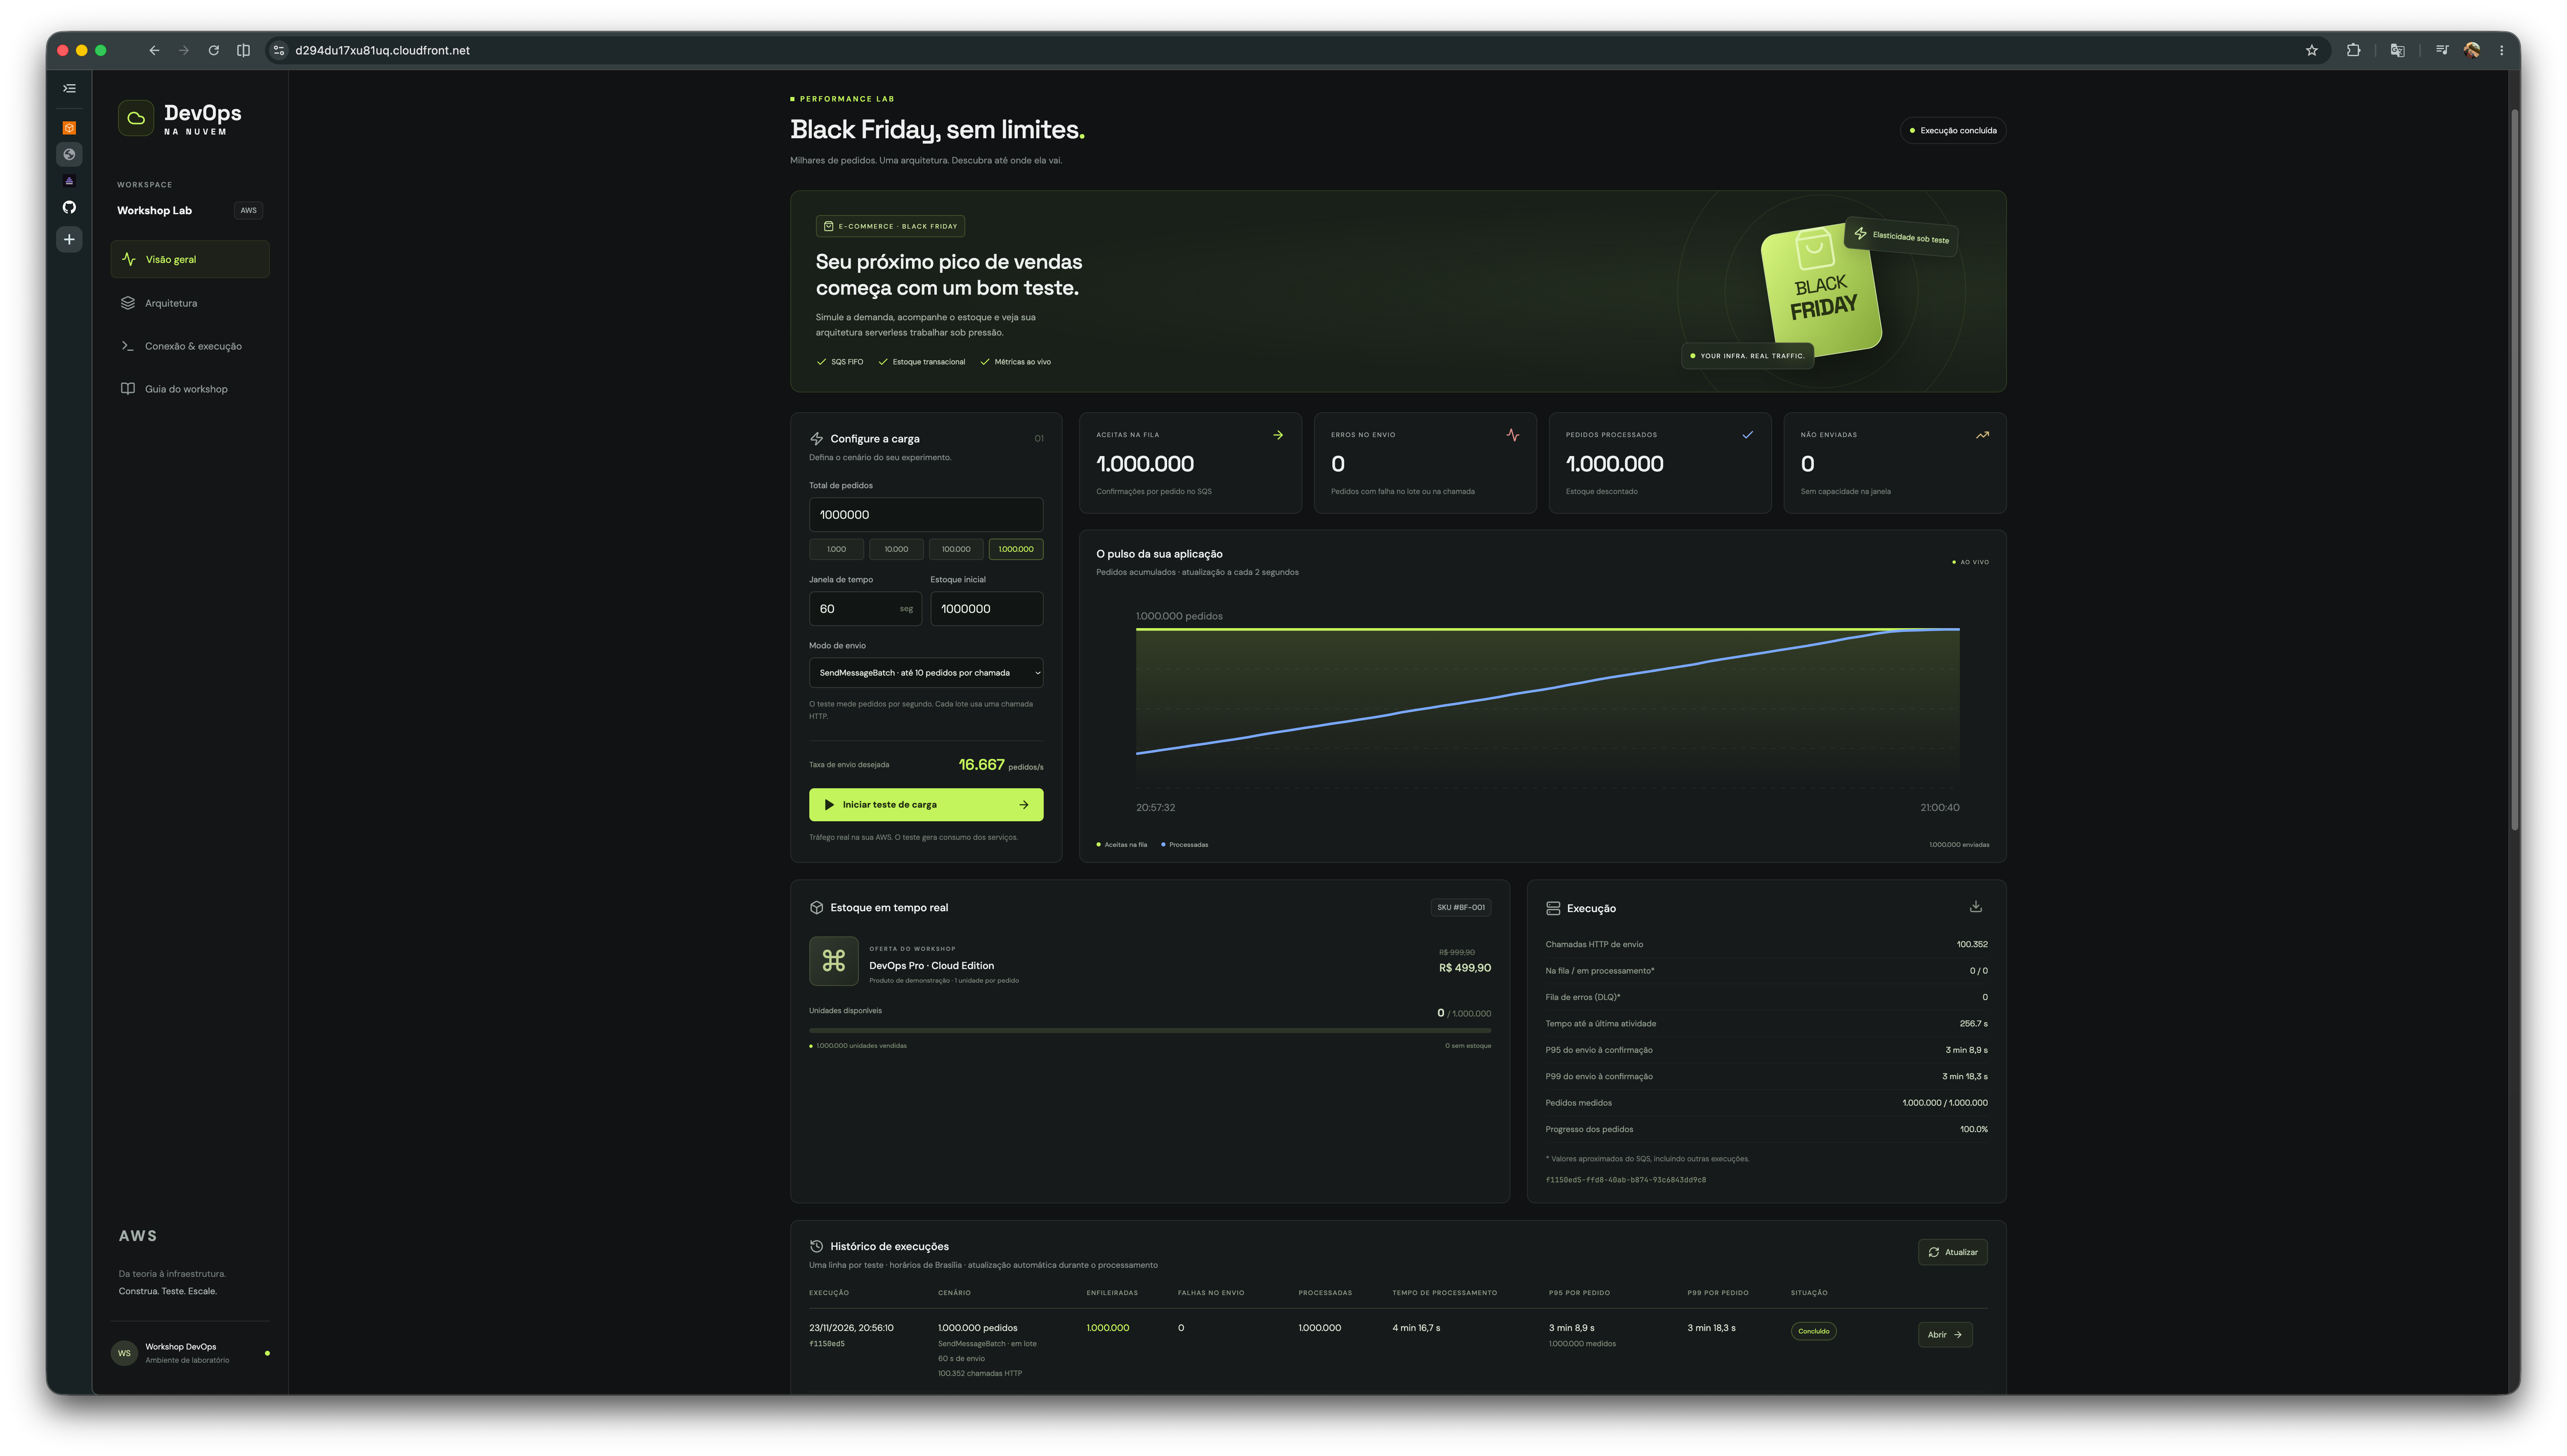 d294du17xu81uq.cloudfront.net
DevOps
NA NUVEM
WORKSPACE
Workshop Lab
AWS
Visão geral
Arquitetura
Conexão & execução
Guia do workshop
AWS
Da teoria à infraestrutura.
Construa. Teste. Escale.
WS
Workshop DevOps
Ambiente de laboratório
PERFORMANCE LAB
Black Friday, sem limites.
Milhares de pedidos. Uma arquitetura. Descubra até onde ela vai.
Execução concluída
E-COMMERCE · BLACK FRIDAY
Seu próximo pico de vendas
começa com um bom teste.
Simule a demanda, acompanhe o estoque e veja sua
arquitetura serverless trabalhar sob pressão.
SQS FIFO
Estoque transacional
Métricas ao vivo
Elasticidade sob teste
BLACK
FRIDAY
YOUR INFRA. REAL TRAFFIC.
Configure a carga
01
Defina o cenário do seu experimento.
Total de pedidos
1000000
1.000
10.000
100.000
1.000.000
Janela de tempo
Estoque inicial
60
seg
1000000
Modo de envio
SendMessageBatch · até 10 pedidos por chamada
O teste mede pedidos por segundo. Cada lote usa uma chamada
HTTP.
Taxa de envio desejada
16.667 pedidos/s
Iniciar teste de carga
Tráfego real na sua AWS. O teste gera consumo dos serviços.
ACEITAS NA FILA
1.000.000
Confirmações por pedido no SQS
ERROS NO ENVIO
0
Pedidos com falha no lote ou na chamada
PEDIDOS PROCESSADOS
1.000.000
Estoque descontado
NÃO ENVIADAS
0
Sem capacidade na janela
O pulso da sua aplicação
Pedidos acumulados · atualização a cada 2 segundos
AO VIVO
1.000.000 pedidos
20:57:32
21:00:40
Aceitas na fila
Processadas
1.000.000 enviadas
Estoque em tempo real
SKU #BF-001
OFERTA DO WORKSHOP
DevOps Pro · Cloud Edition
Produto de demonstração · 1 unidade por pedido
R$ 999,90
R$ 499,90
Unidades disponíveis
0 / 1.000.000
1.000.000 unidades vendidas
0 sem estoque
Execução
Chamadas HTTP de envio
100.352
Na fila / em processamento*
0 / 0
Fila de erros (DLQ)*
0
Tempo até a última atividade
256.7 s
P95 do envio à confirmação
3 min 8,9 s
P99 do envio à confirmação
3 min 18,3 s
Pedidos medidos
1.000.000 / 1.000.000
Progresso dos pedidos
100.0%
* Valores aproximados do SQS, incluindo outras execuções.
f1150ed5-ffd8-40ab-b874-93c6843dd9c8
Histórico de execuções
Uma linha por teste · horários de Brasília · atualização automática durante o processamento
Atualizar
EXECUÇÃO
CENÁRIO
ENFILEIRADAS
FALHAS NO ENVIO
PROCESSADAS
TEMPO DE PROCESSAMENTO
P95 POR PEDIDO
P99 POR PEDIDO
SITUAÇÃO
23/11/2026, 20:56:10
f1150ed5
1.000.000 pedidos
SendMessageBatch · em lote
60 s de envio
100.352 chamadas HTTP
1.000.000
0
1.000.000
4 min 16,7 s
3 min 8,9 s
1.000.000 medidos
3 min 18,3 s
Concluído
Abrir